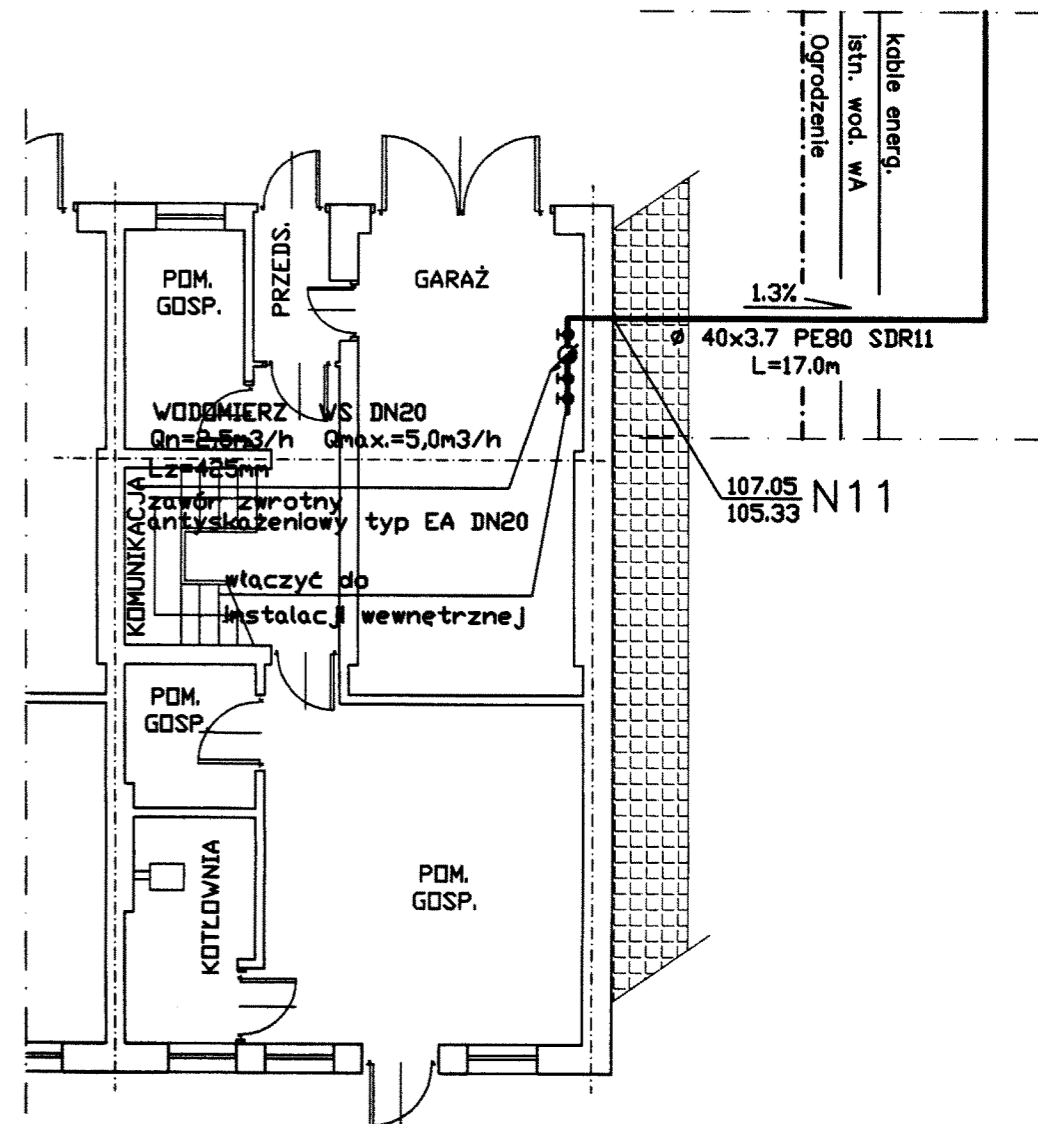 kable energ.
istn. wod. wA
Ogrodzenie
POM.
GOSP.
PRZEDS.
GARAŻ
1.3%
ø 40x3.7 PE80 SDR11
L=17.0m
WODOMIERZ WS DN20
Qn=2.5m3/h Qmax.=5,0m3/h
Lz=425mm
zawór zwrotny
antyskażeniowy typ EA DN20
107.05
105.33
N11
KOMUNIKACJA
włączyć do
instalacji wewnętrznej
POM.
GOSP.
KOTŁOWNIA
POM.
GOSP.